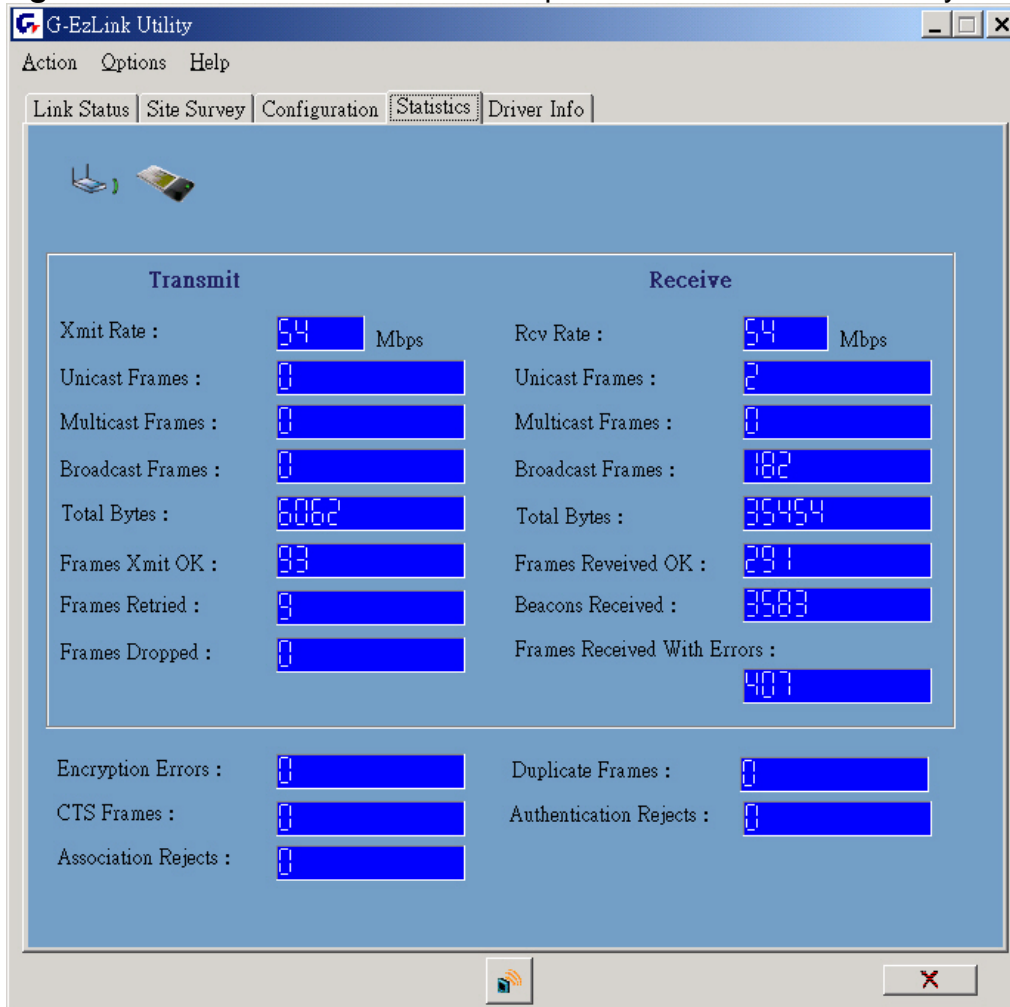 G-EzLink Utility
Action Options Help
Link Status Site Survey Configuration Statistics Driver Info
Transmit Receive
Xmit Rate : 54 Mbps Rcv Rate : 54 Mbps
Unicast Frames : 0 Unicast Frames : 2
Multicast Frames : 0 Multicast Frames : 0
Broadcast Frames : 0 Broadcast Frames : 182
Total Bytes : 6062 Total Bytes : 35454
Frames Xmit OK : 93 Frames Reveived OK : 291
Frames Retried : 9 Beacons Received : 3583
Frames Dropped : 0 Frames Received With Errors :
407
Encryption Errors : 0 Duplicate Frames : 0
CTS Frames : 0 Authentication Rejects : 0
Association Rejects : 0